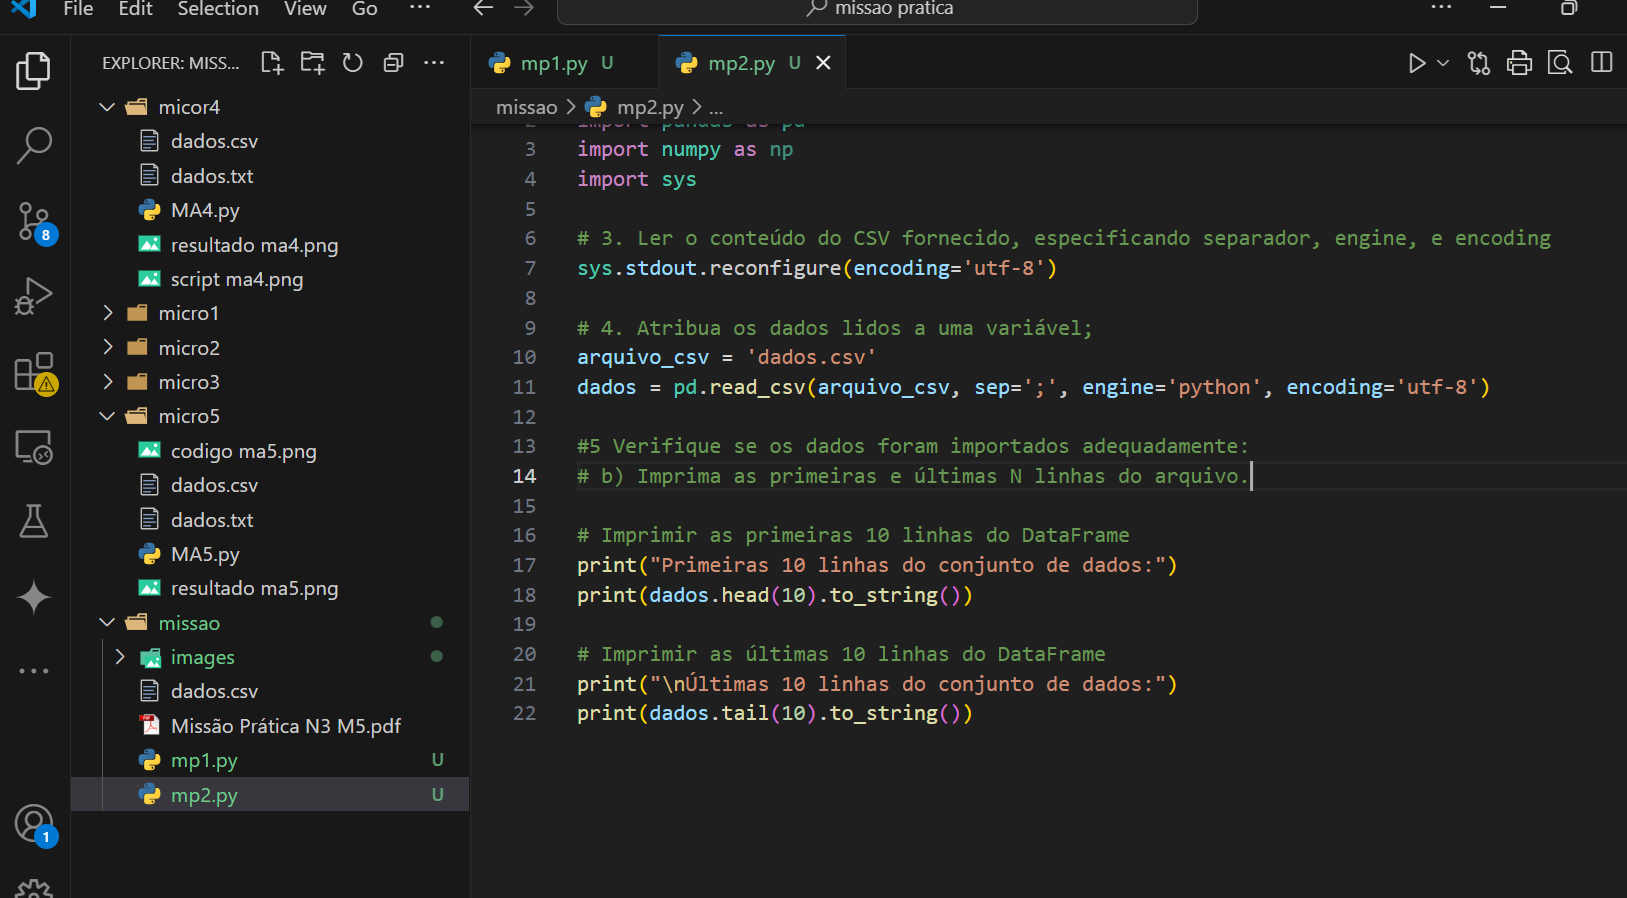 File Edit Selection View Go ··· missao pratica ···
EXPLORER: MISS... ···
micor4
dados.csv
dados.txt
MA4.py
resultado ma4.png
script ma4.png
micro1
micro2
micro3
micro5
codigo ma5.png
dados.csv
dados.txt
MA5.py
resultado ma5.png
missao
images
dados.csv
Missão Prática N3 M5.pdf
mp1.py U
mp2.py U
8
1
mp1.py U mp2.py U
missao > mp2.py > ...
2 import pandas as pd
3 import numpy as np
4 import sys
5
6 # 3. Ler o conteúdo do CSV fornecido, especificando separador, engine, e encoding
7 sys.stdout.reconfigure(encoding='utf-8')
8
9 # 4. Atribua os dados lidos a uma variável;
10 arquivo_csv = 'dados.csv'
11 dados = pd.read_csv(arquivo_csv, sep=';', engine='python', encoding='utf-8')
12
13 #5 Verifique se os dados foram importados adequadamente:
14 # b) Imprima as primeiras e últimas N linhas do arquivo.
15
16 # Imprimir as primeiras 10 linhas do DataFrame
17 print("Primeiras 10 linhas do conjunto de dados:")
18 print(dados.head(10).to_string())
19
20 # Imprimir as últimas 10 linhas do DataFrame
21 print("\nÚltimas 10 linhas do conjunto de dados:")
22 print(dados.tail(10).to_string())